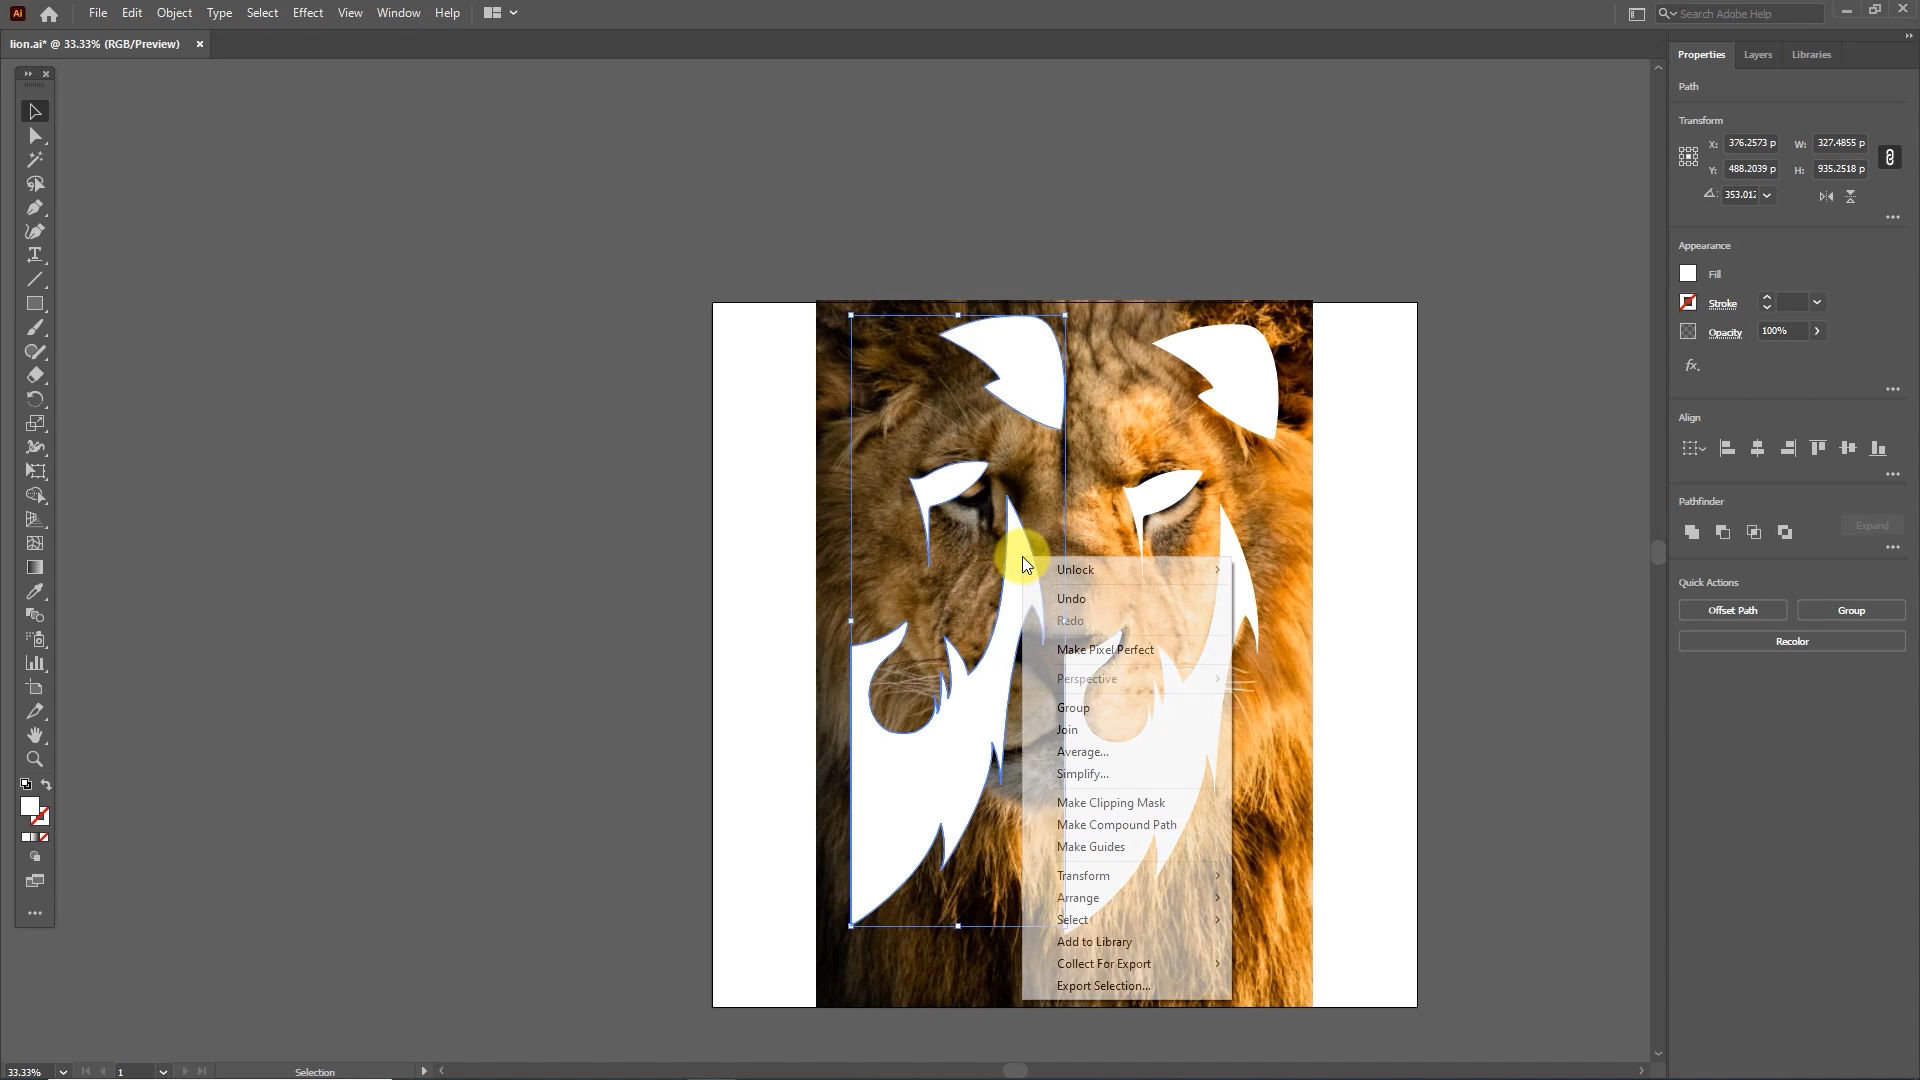 Ai File Edit Object Type Select Effect View Window Help Search Adobe Help
lion.ai* @ 33.33% (RGB/Preview)
Properties Layers Libraries
Path
Transform
X: 376.2573 p W: 327.4855 p
Y: 488.2039 p H: 935.2518 p
353.012
Appearance
Fill
Stroke
Opacity 100%
fx.
Align
Pathfinder
Expand
Quick Actions
Offset Path Group
Recolor
Unlock
Undo
Redo
Make Pixel Perfect
Perspective
Group
Join
Average...
Simplify...
Make Clipping Mask
Make Compound Path
Make Guides
Transform
Arrange
Select
Add to Library
Collect For Export
Export Selection...
33.33% 1 Selection